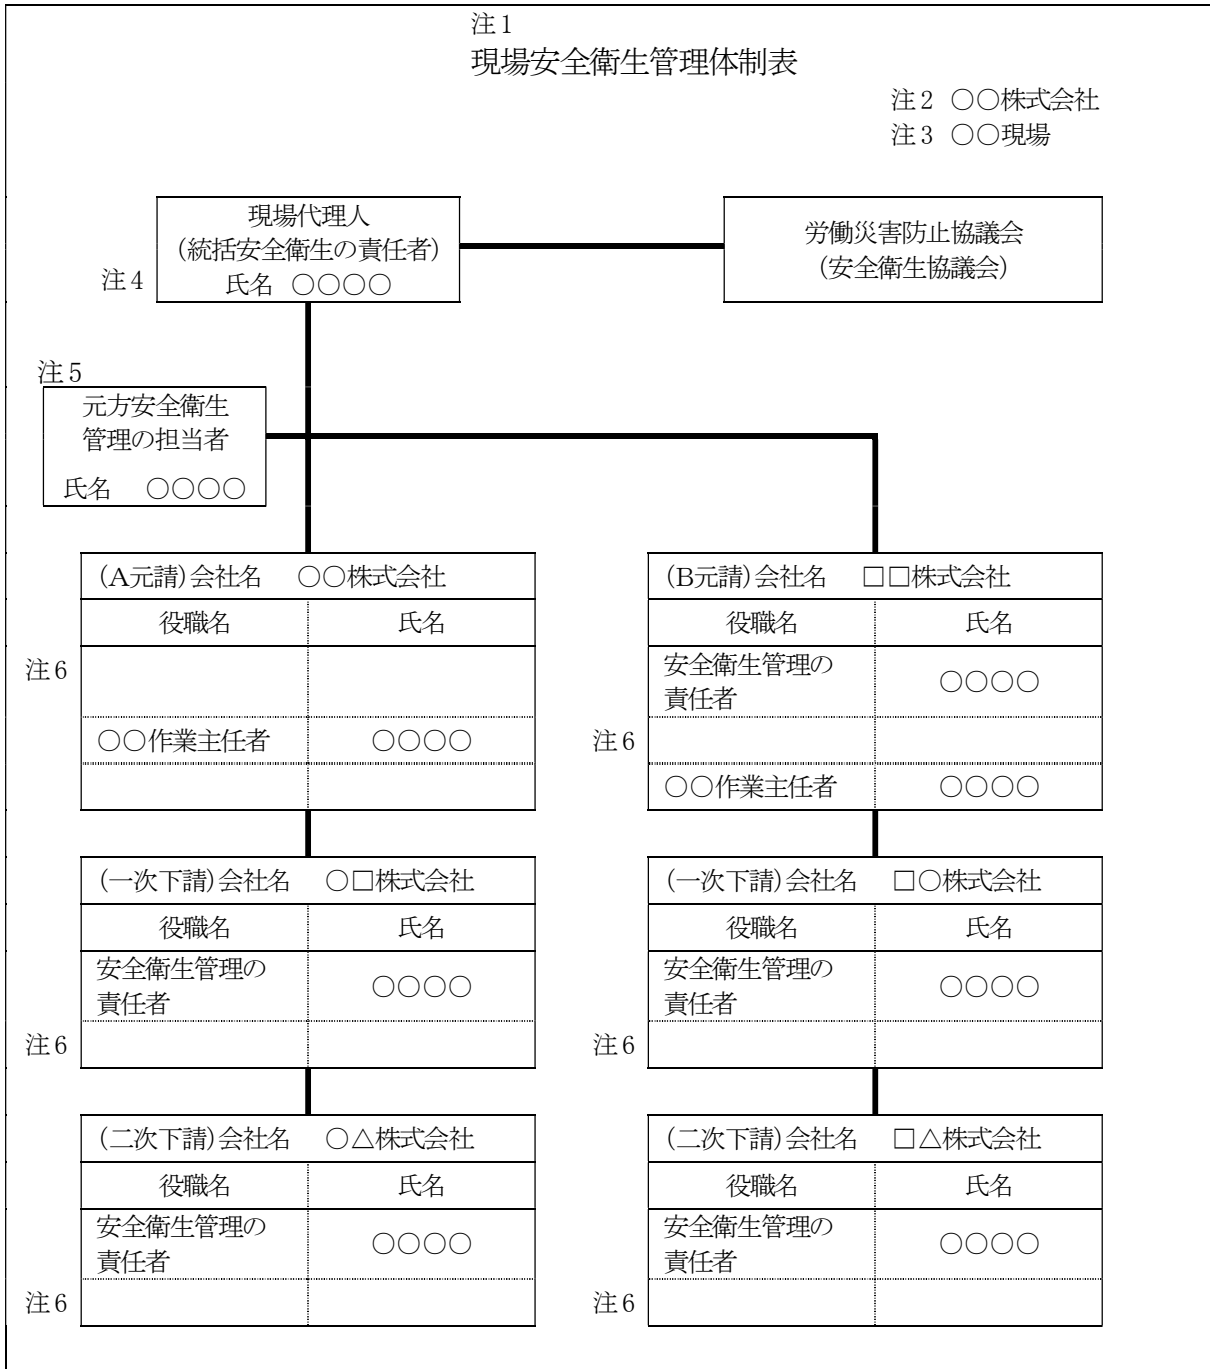 注1
現場安全衛生管理体制表
注2 ○○株式会社
注3 ○○現場
現場代理人
(統括安全衛生の責任者)
注4 氏名 ○○○○
労働災害防止協議会
(安全衛生協議会)
注5
元方安全衛生
管理の担当者
氏名 ○○○○
(A元請)会社名 ○○株式会社
役職名 氏名
注6
○○作業主任者 ○○○○
(B元請)会社名 □□株式会社
役職名 氏名
安全衛生管理の
責任者 ○○○○
注6
○○作業主任者 ○○○○
(一次下請)会社名 ○□株式会社
役職名 氏名
安全衛生管理の
責任者 ○○○○
注6
(一次下請)会社名 □○株式会社
役職名 氏名
安全衛生管理の
責任者 ○○○○
注6
(二次下請)会社名 ○△株式会社
役職名 氏名
安全衛生管理の
責任者 ○○○○
注6
(二次下請)会社名 □△株式会社
役職名 氏名
安全衛生管理の
責任者 ○○○○
注6